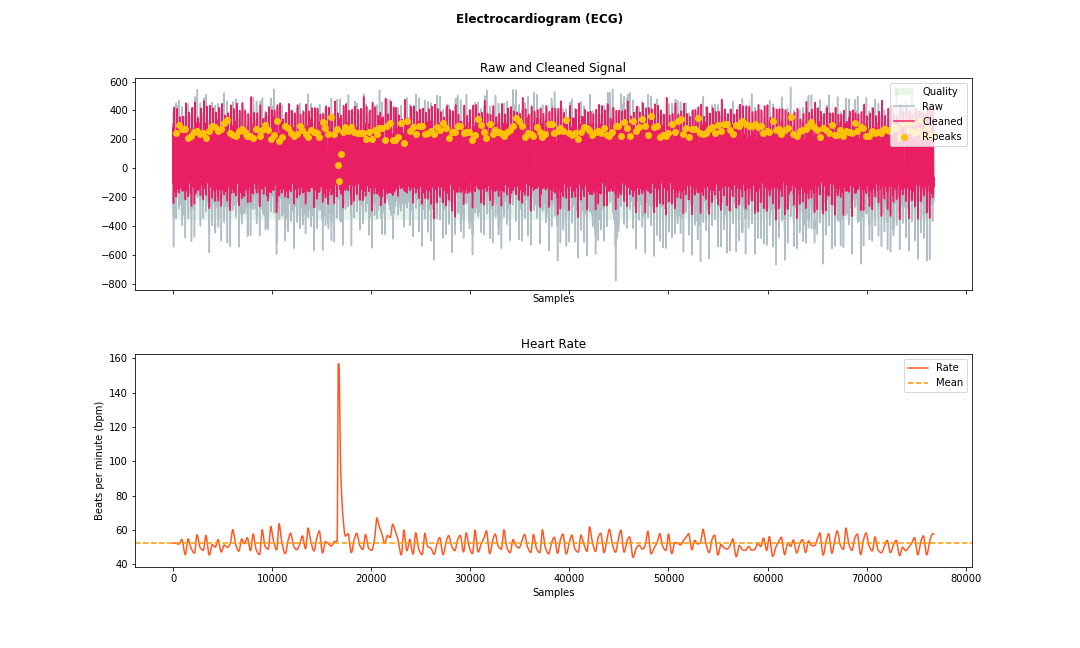 Electrocardiogram (ECG)
Raw and Cleaned Signal
600
400
200
0
−200
−400
−600
−800
Quality
Raw
Cleaned
R-peaks
Samples
Heart Rate
160
140
120
100
80
60
40
Beats per minute (bpm)
Rate
Mean
0 10000 20000 30000 40000 50000 60000 70000 80000
Samples